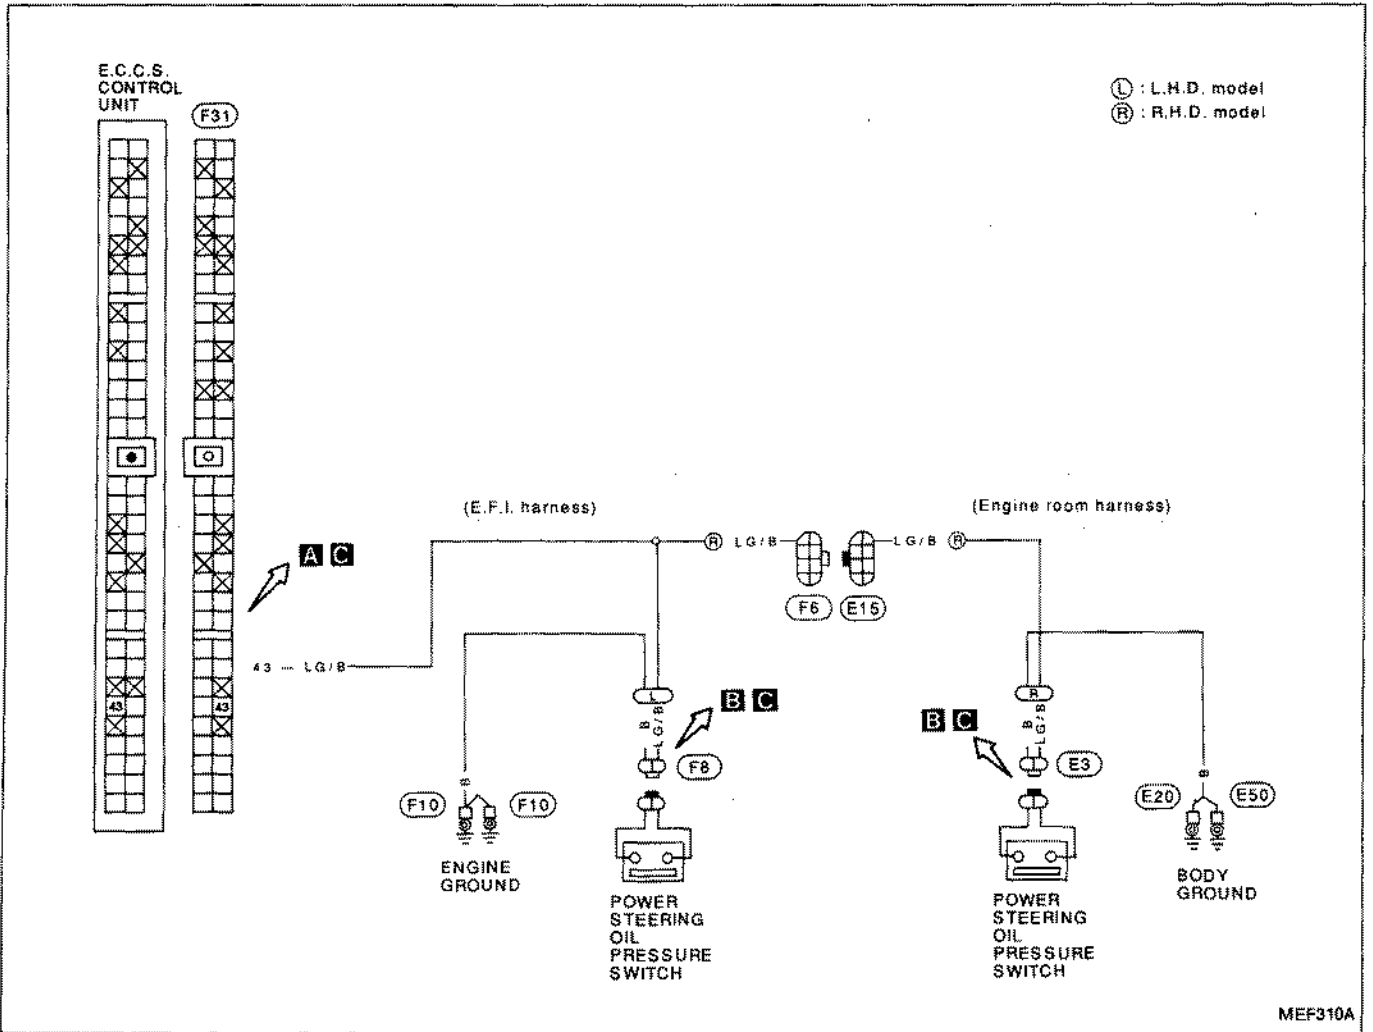 E.C.C.S.
CONTROL
UNIT
F31
L : L.H.D. model
R : R.H.D. model
A C
(E.F.I. harness)
(Engine room harness)
R LG/B
LG/B R
F6 E15
43 — LG/B
43
43
L
B LG/B
B C
F8
R
B LG/B
B C
E3
B
F10 F10
ENGINE
GROUND
POWER
STEERING
OIL
PRESSURE
SWITCH
B
E20 E50
BODY
GROUND
POWER
STEERING
OIL
PRESSURE
SWITCH
MEF310A